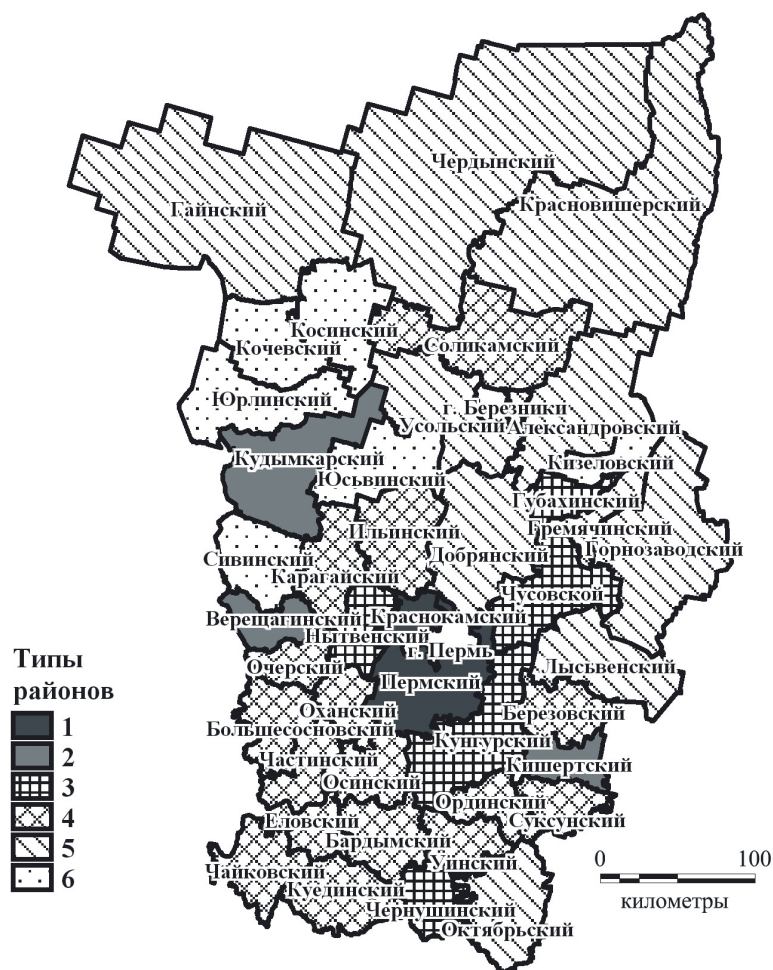 Чердынский
Красновишерский
Гайнский
Косинский
Кочевский
Соликамский
Юрлинский
г. Березники
Усольский
Александровский
Кудымкарский
Юсьвинский
Кизеловский
Губахинский
Ильинский
Гремячинский
Добрянский
Горнозаводский
Сивинский
Карагайский
Чусовской
Верещагинский
Краснокамский
Нытвенский
г. Пермь
Очерский
Пермский
Лысьвенский
Оханский
Березовский
Большесосновский
Кунгурский
Частинский
Кишертский
Осинский
Ординский
Суксунский
Еловский
Бардымский
Уинский
Чайковский
Куединский
Чернушинский
Октябрьский
Типы
районов
1
2
3
4
5
6
0 100
километры